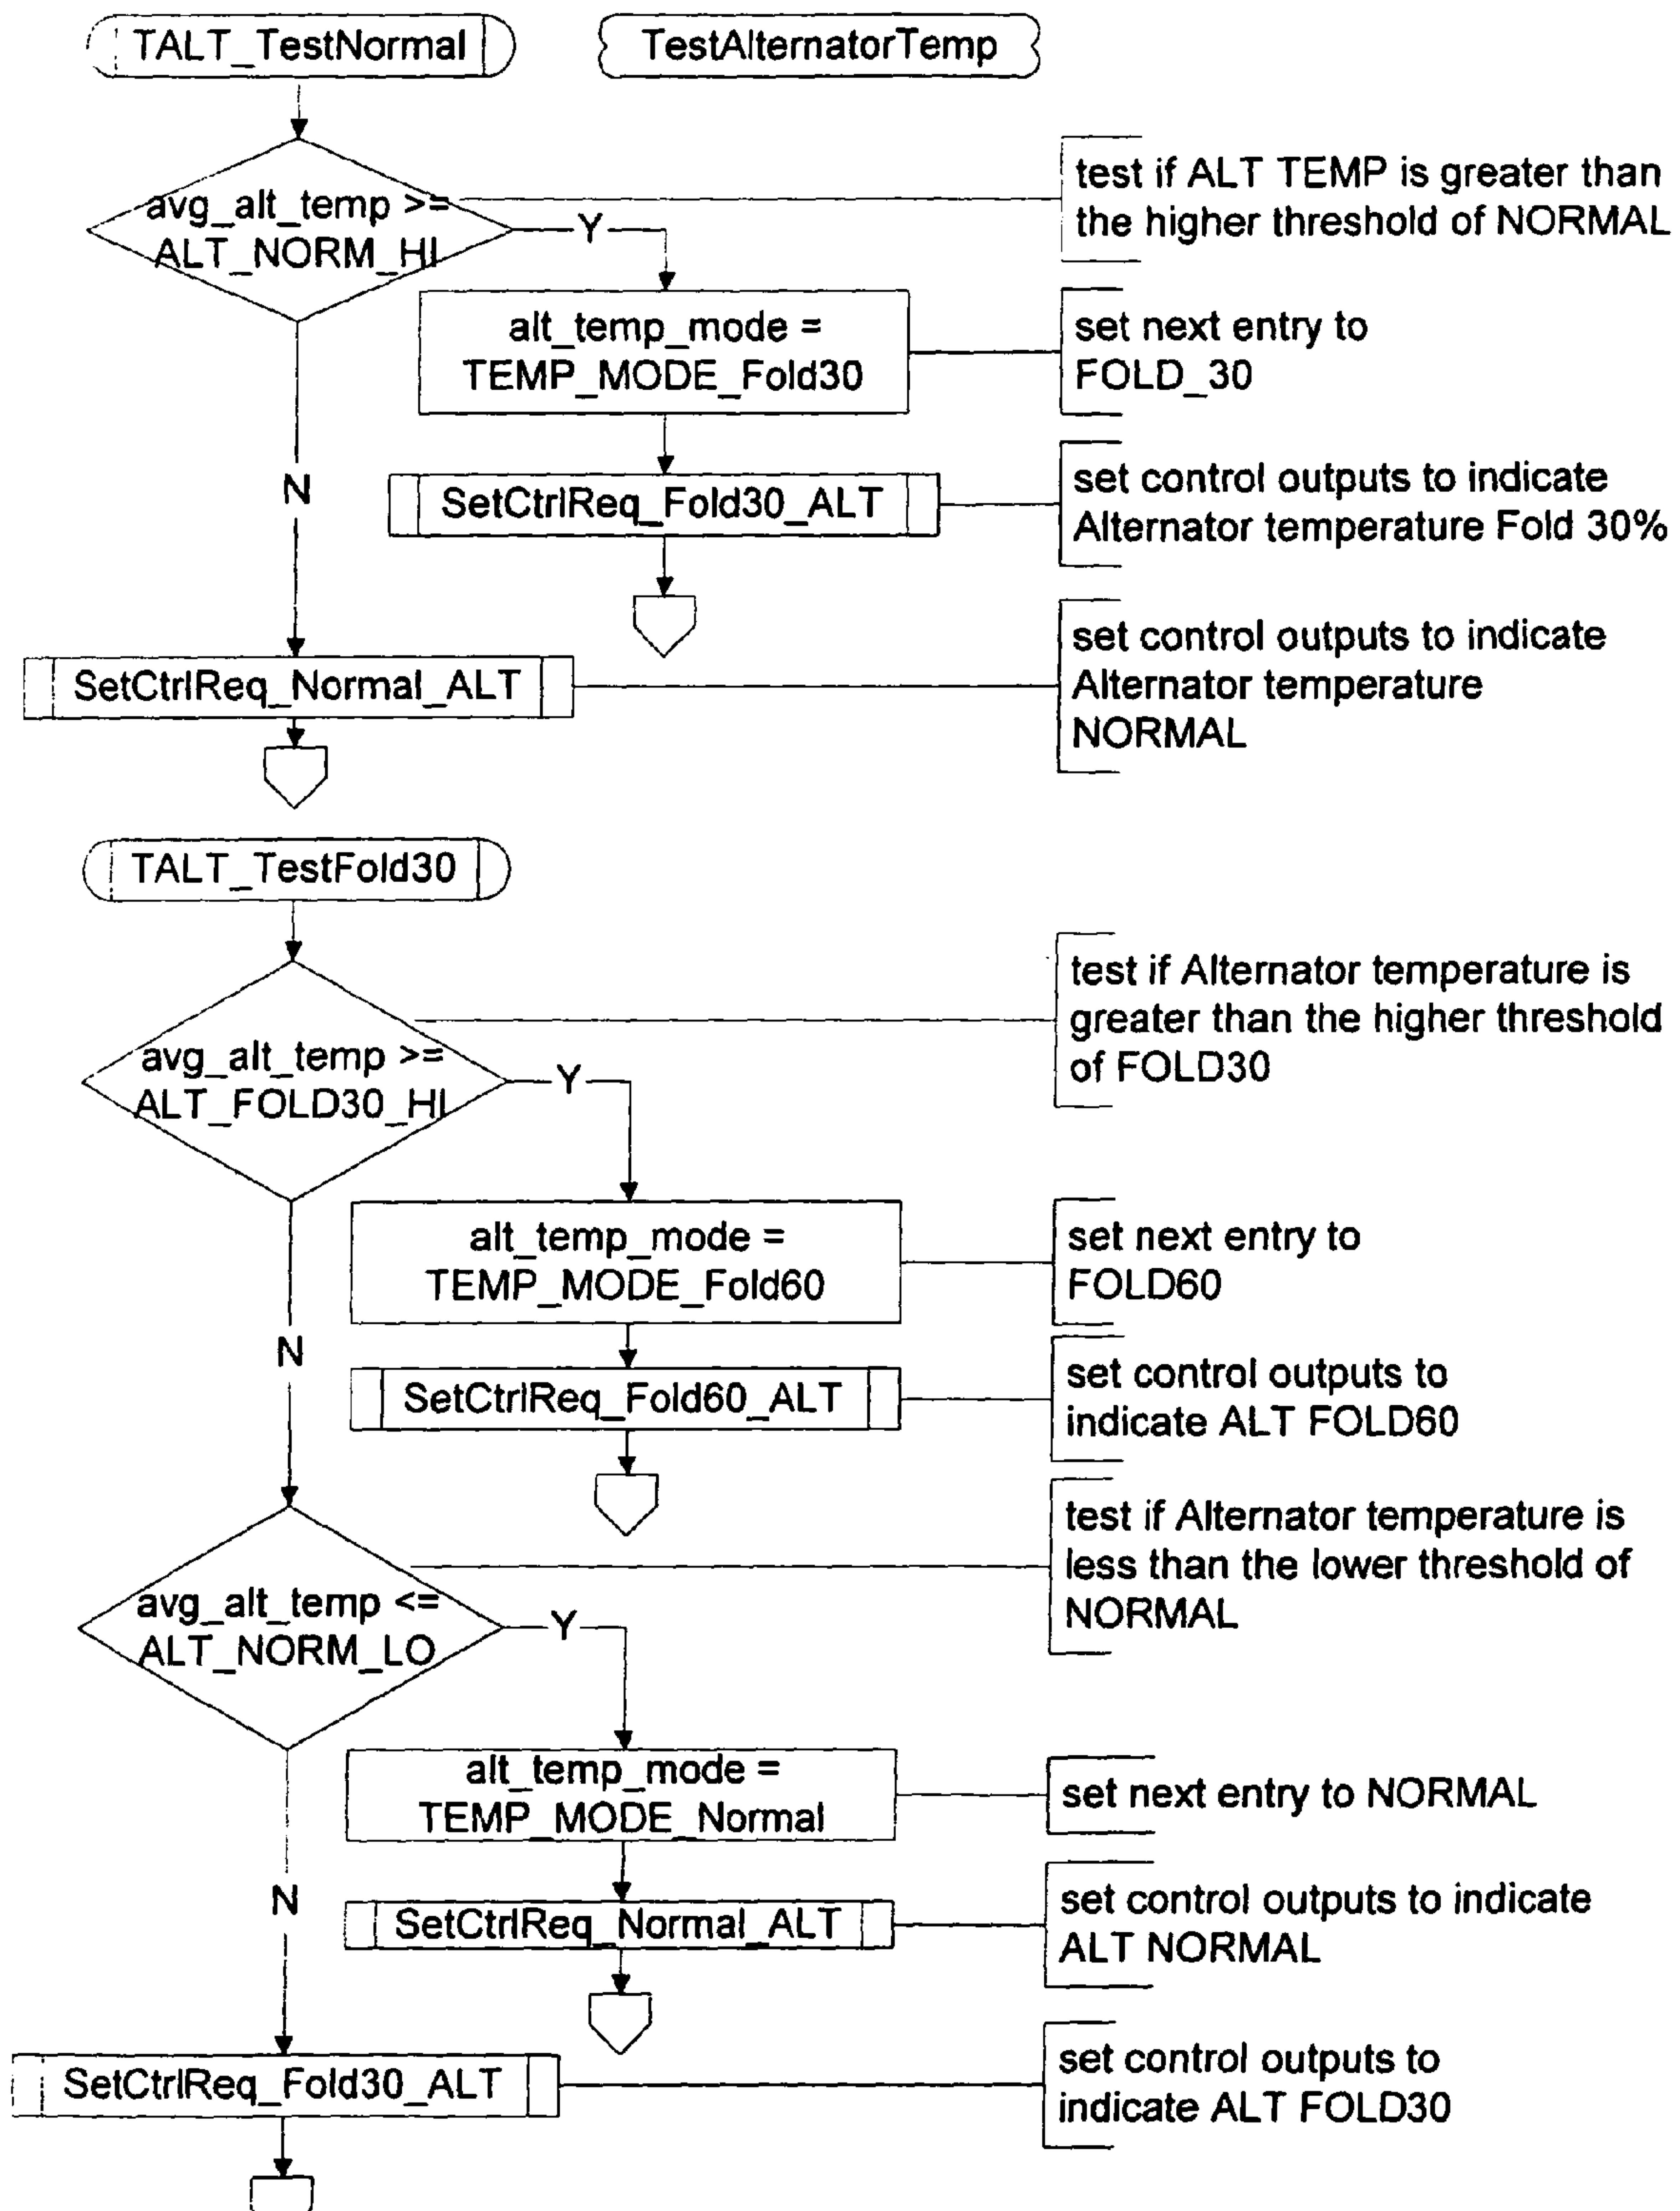 TALT_TestNormal
TestAlternatorTemp
avg_alt_temp >=
ALT_NORM_HI
Y
test if ALT TEMP is greater than
the higher threshold of NORMAL
alt_temp_mode =
TEMP_MODE_Fold30
set next entry to
FOLD_30
N
SetCtrlReq_Fold30_ALT
set control outputs to indicate
Alternator temperature Fold 30%
SetCtrlReq_Normal_ALT
set control outputs to indicate
Alternator temperature
NORMAL
TALT_TestFold30
avg_alt_temp >=
ALT_FOLD30_HI
Y
test if Alternator temperature is
greater than the higher threshold
of FOLD30
alt_temp_mode =
TEMP_MODE_Fold60
set next entry to
FOLD60
N
SetCtrlReq_Fold60_ALT
set control outputs to
indicate ALT FOLD60
avg_alt_temp <=
ALT_NORM_LO
Y
test if Alternator temperature is
less than the lower threshold of
NORMAL
alt_temp_mode =
TEMP_MODE_Normal
set next entry to NORMAL
N
SetCtrlReq_Normal_ALT
set control outputs to indicate
ALT NORMAL
SetCtrlReq_Fold30_ALT
set control outputs to
indicate ALT FOLD30